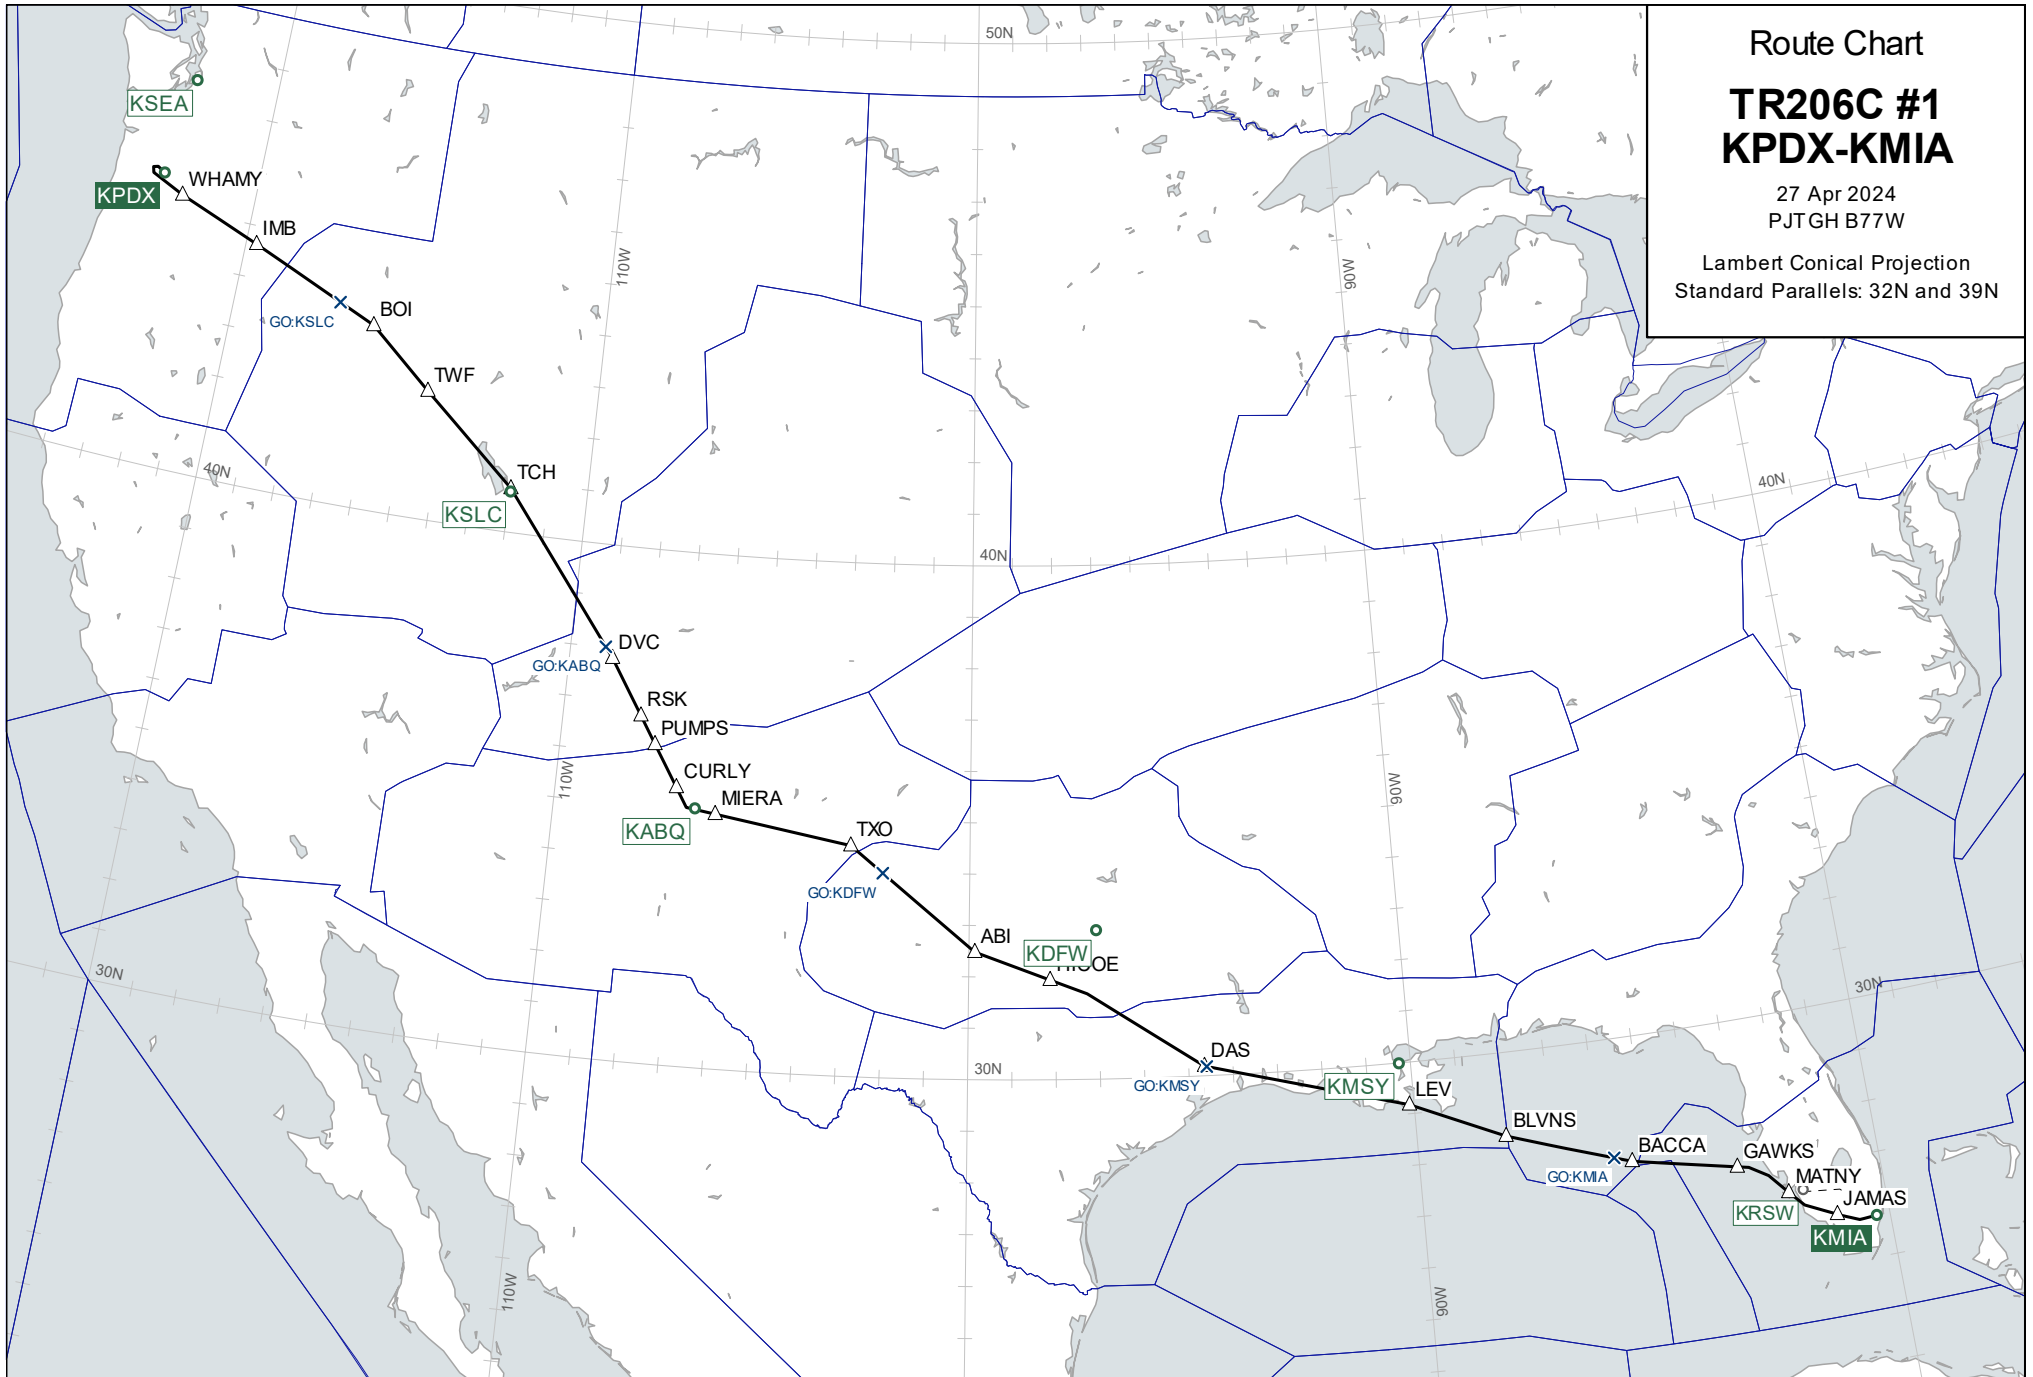 Route Chart
TR206C #1
KPDX-KMIA
27 Apr 2024
PJTGH B77W
Lambert Conical Projection
Standard Parallels: 32N and 39N
50N
KSEA
WHAMY
KPDX
IMB
110W
90W
BOI
GO:KSLC
TWF
40N
TCH
40N
KSLC
40N
DVC
GO:KABQ
RSK
PUMPS
CURLY
110W
90W
MIERA
KABQ
TXO
GO:KDFW
ABI
KDFW
30N
30N
DAS
30N
GO:KMSY
KMSY
LEV
BLVNS
BACCA
GAWKS
GO:KMIA
MATNY
JAMAS
KRSW
KMIA
110W
90W